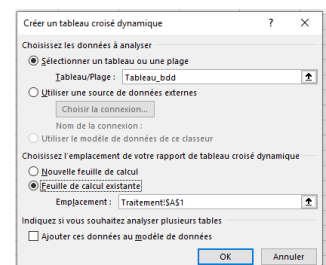 Créer un tableau croisé dynamique ? ×
Choisissez les données à analyser
Sélectionner un tableau ou une plage
Tableau/Plage : Tableau_bdd
Utiliser une source de données externes
Choisir la connexion...
Nom de la connexion :
Utiliser le modèle de données de ce classeur
Choisissez l'emplacement de votre rapport de tableau croisé dynamique
Nouvelle feuille de calcul
Feuille de calcul existante
Emplacement : Traitement!$A$1
Indiquez si vous souhaitez analyser plusieurs tables
Ajouter ces données au modèle de données
OK Annuler